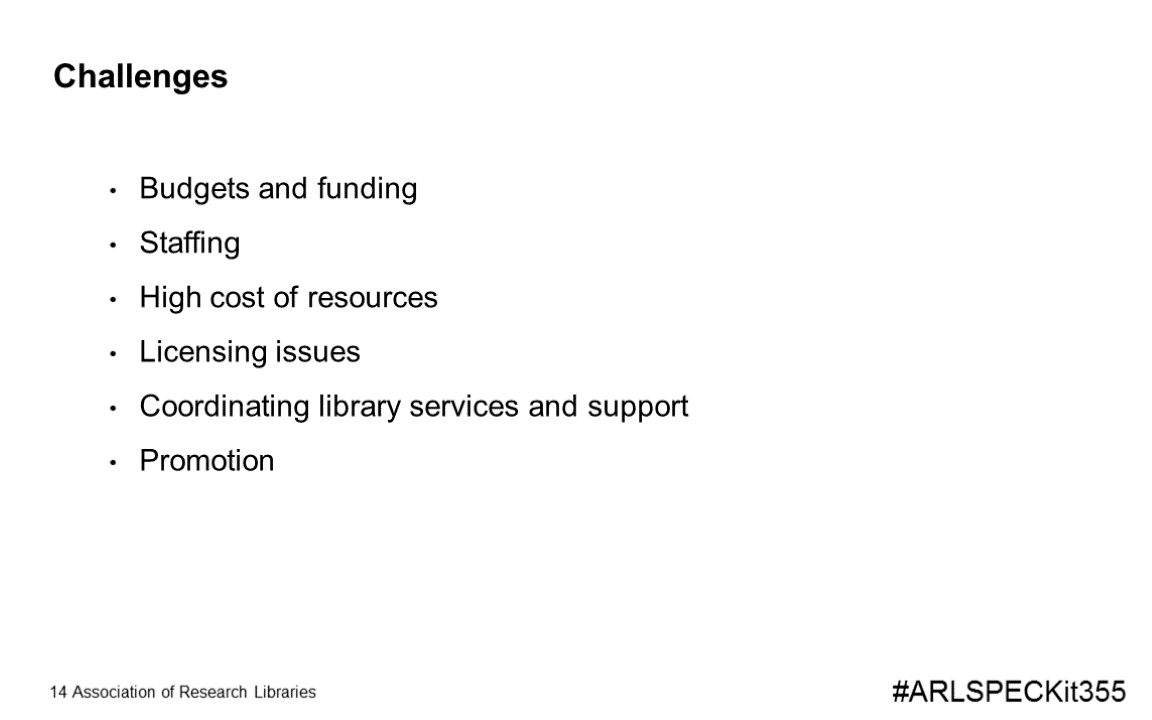 Challenges
• Budgets and funding
• Staffing
• High cost of resources
• Licensing issues
• Coordinating library services and support
• Promotion
14 Association of Research Libraries
#ARLSPECKit355